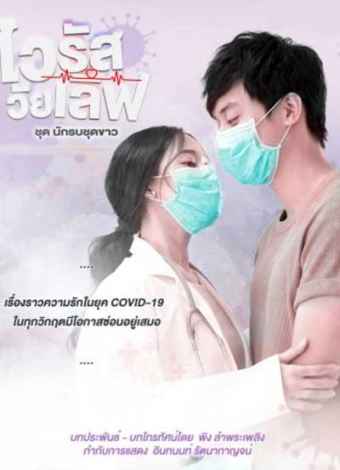 ไวรัส
วัยเลิฟ
ชุด นักรบชุดขาว
....
เรื่องราวความรักในยุค COVID-19
ในทุกวิกฤตมีโอกาสซ่อนอยู่เสมอ
....
บทประพันธ์ - บทโทรทัศน์โดย พิง ลำพระเพลิง
กำกับการแสดง อินทนนท์ รัตนากาญจน์